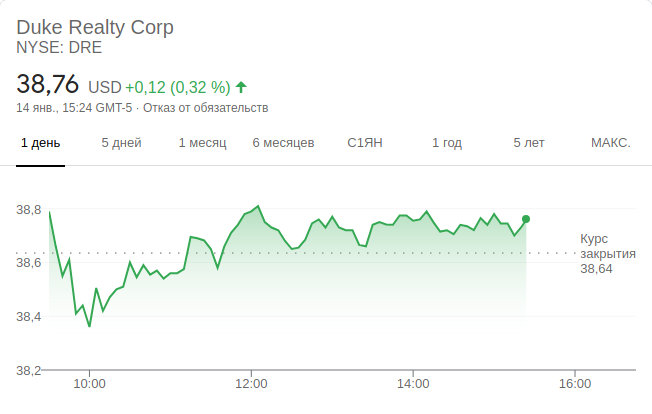 Duke Realty Corp
NYSE: DRE
38,76 USD +0,12 (0,32 %)
14 янв., 15:24 GMT-5 · Отказ от обязательств
1 день 5 дней 1 месяц 6 месяцев С1ЯН 1 год 5 лет МАКС.
38,8
Курс
закрытия
38,64
38,6
38,4
38,2
10:00 12:00 14:00 16:00